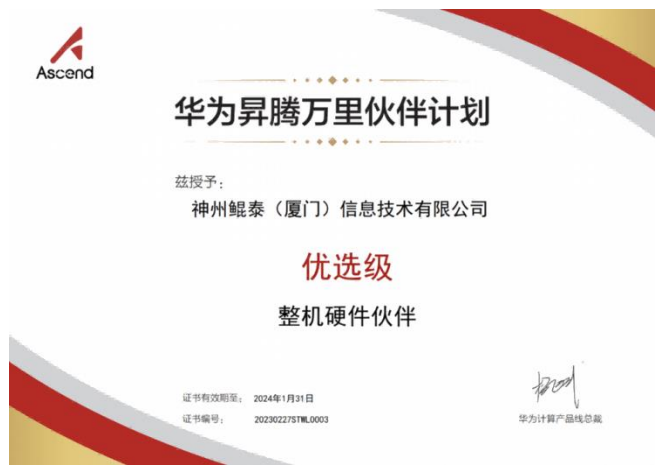 Ascend
华为昇腾万里伙伴计划
兹授予：
神州鲲泰（厦门）信息技术有限公司
优选级
整机硬件伙伴
证书有效期至： 2024年1月31日
证书编号： 20230227STWL0003
华为计算产品线总裁